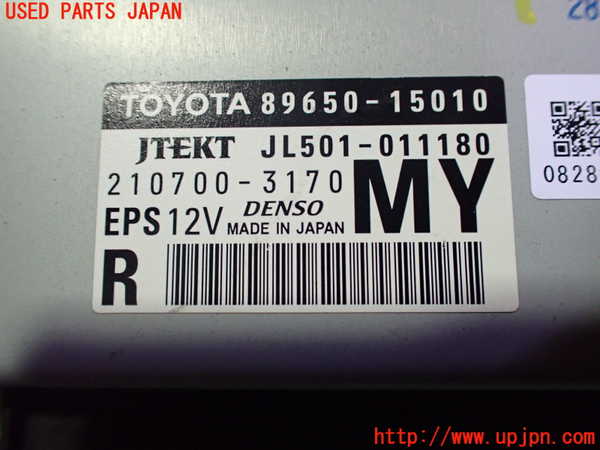 USED PARTS JAPAN
28
TOYOTA 89650-15010
JTEKT JL501-011180
210700-3170
MY
EPS 12V DENSO
MADE IN JAPAN
R
0828
http://www.upjpn.com/